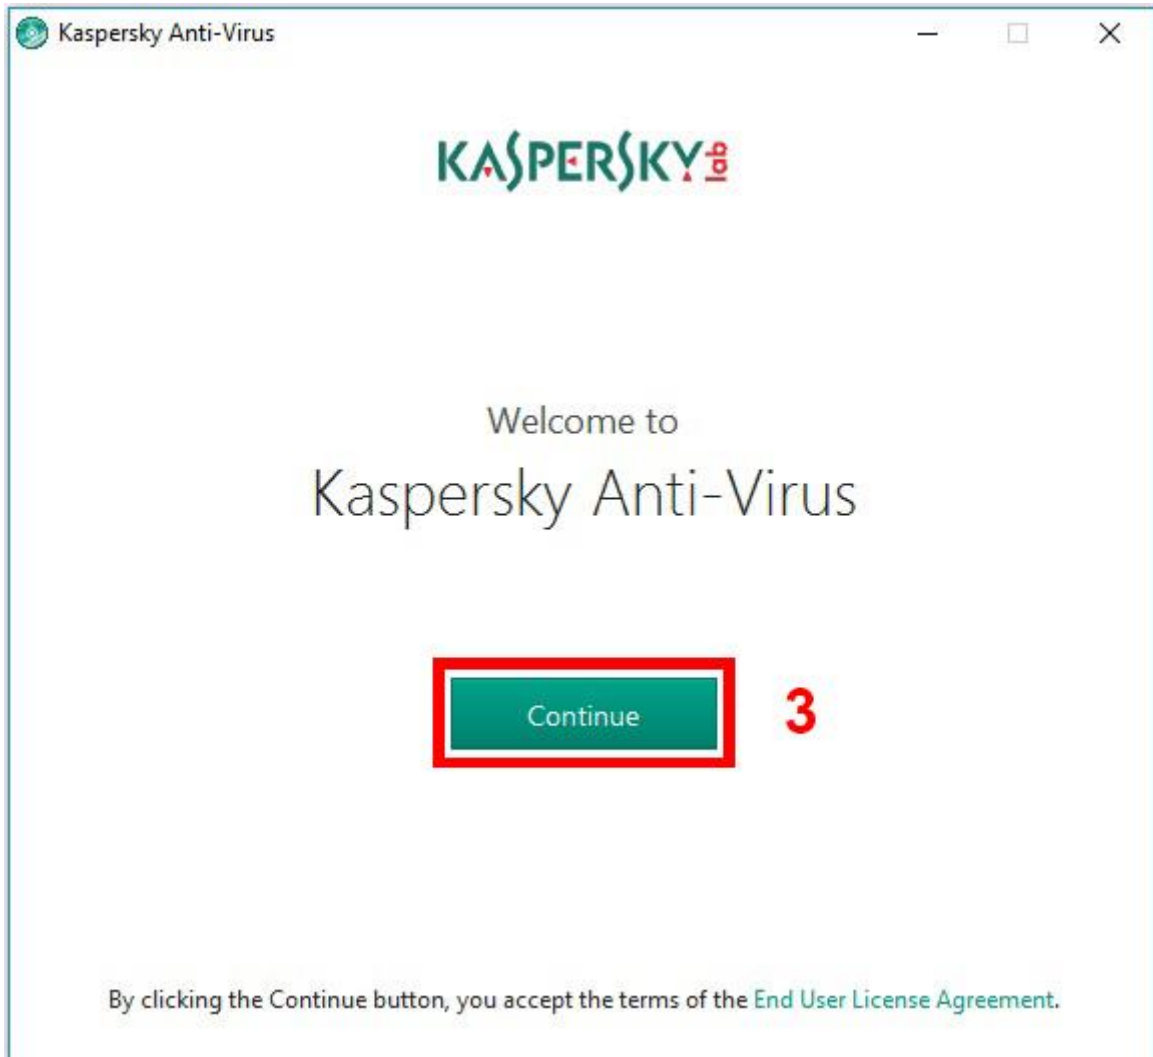 Kaspersky Anti-Virus
KASPERSKY lab
Welcome to
Kaspersky Anti-Virus
Continue 3
By clicking the Continue button, you accept the terms of the End User License Agreement.